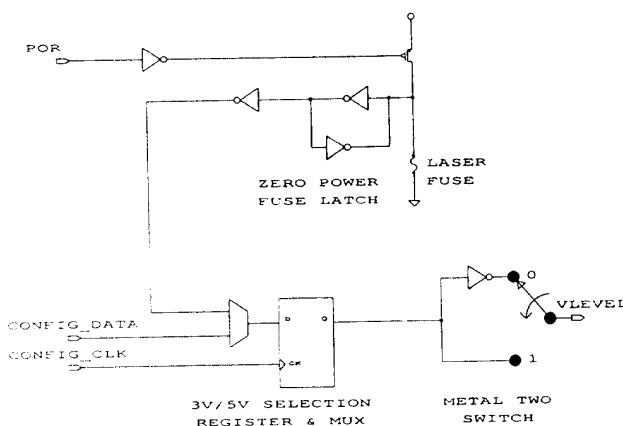 POR
LASER
FUSE
ZERO POWER
FUSE LATCH
0
VLEVEL
CONFIG_DATA
D Q
CONFIG_CLK
CK
1
3V/5V SELECTION
REGISTER & MUX
METAL TWO
SWITCH